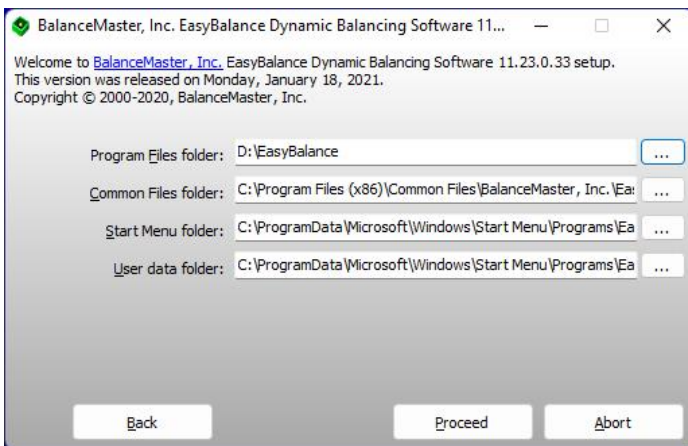 BalanceMaster, Inc. EasyBalance Dynamic Balancing Software 11...
Welcome to BalanceMaster, Inc. EasyBalance Dynamic Balancing Software 11.23.0.33 setup.
This version was released on Monday, January 18, 2021.
Copyright © 2000-2020, BalanceMaster, Inc.
Program Files folder: D:\EasyBalance ...
Common Files folder: C:\Program Files (x86)\Common Files\BalanceMaster, Inc.\Ea ...
Start Menu folder: C:\ProgramData\Microsoft\Windows\Start Menu\Programs\Ea ...
User data folder: C:\ProgramData\Microsoft\Windows\Start Menu\Programs\Ea ...
Back Proceed Abort